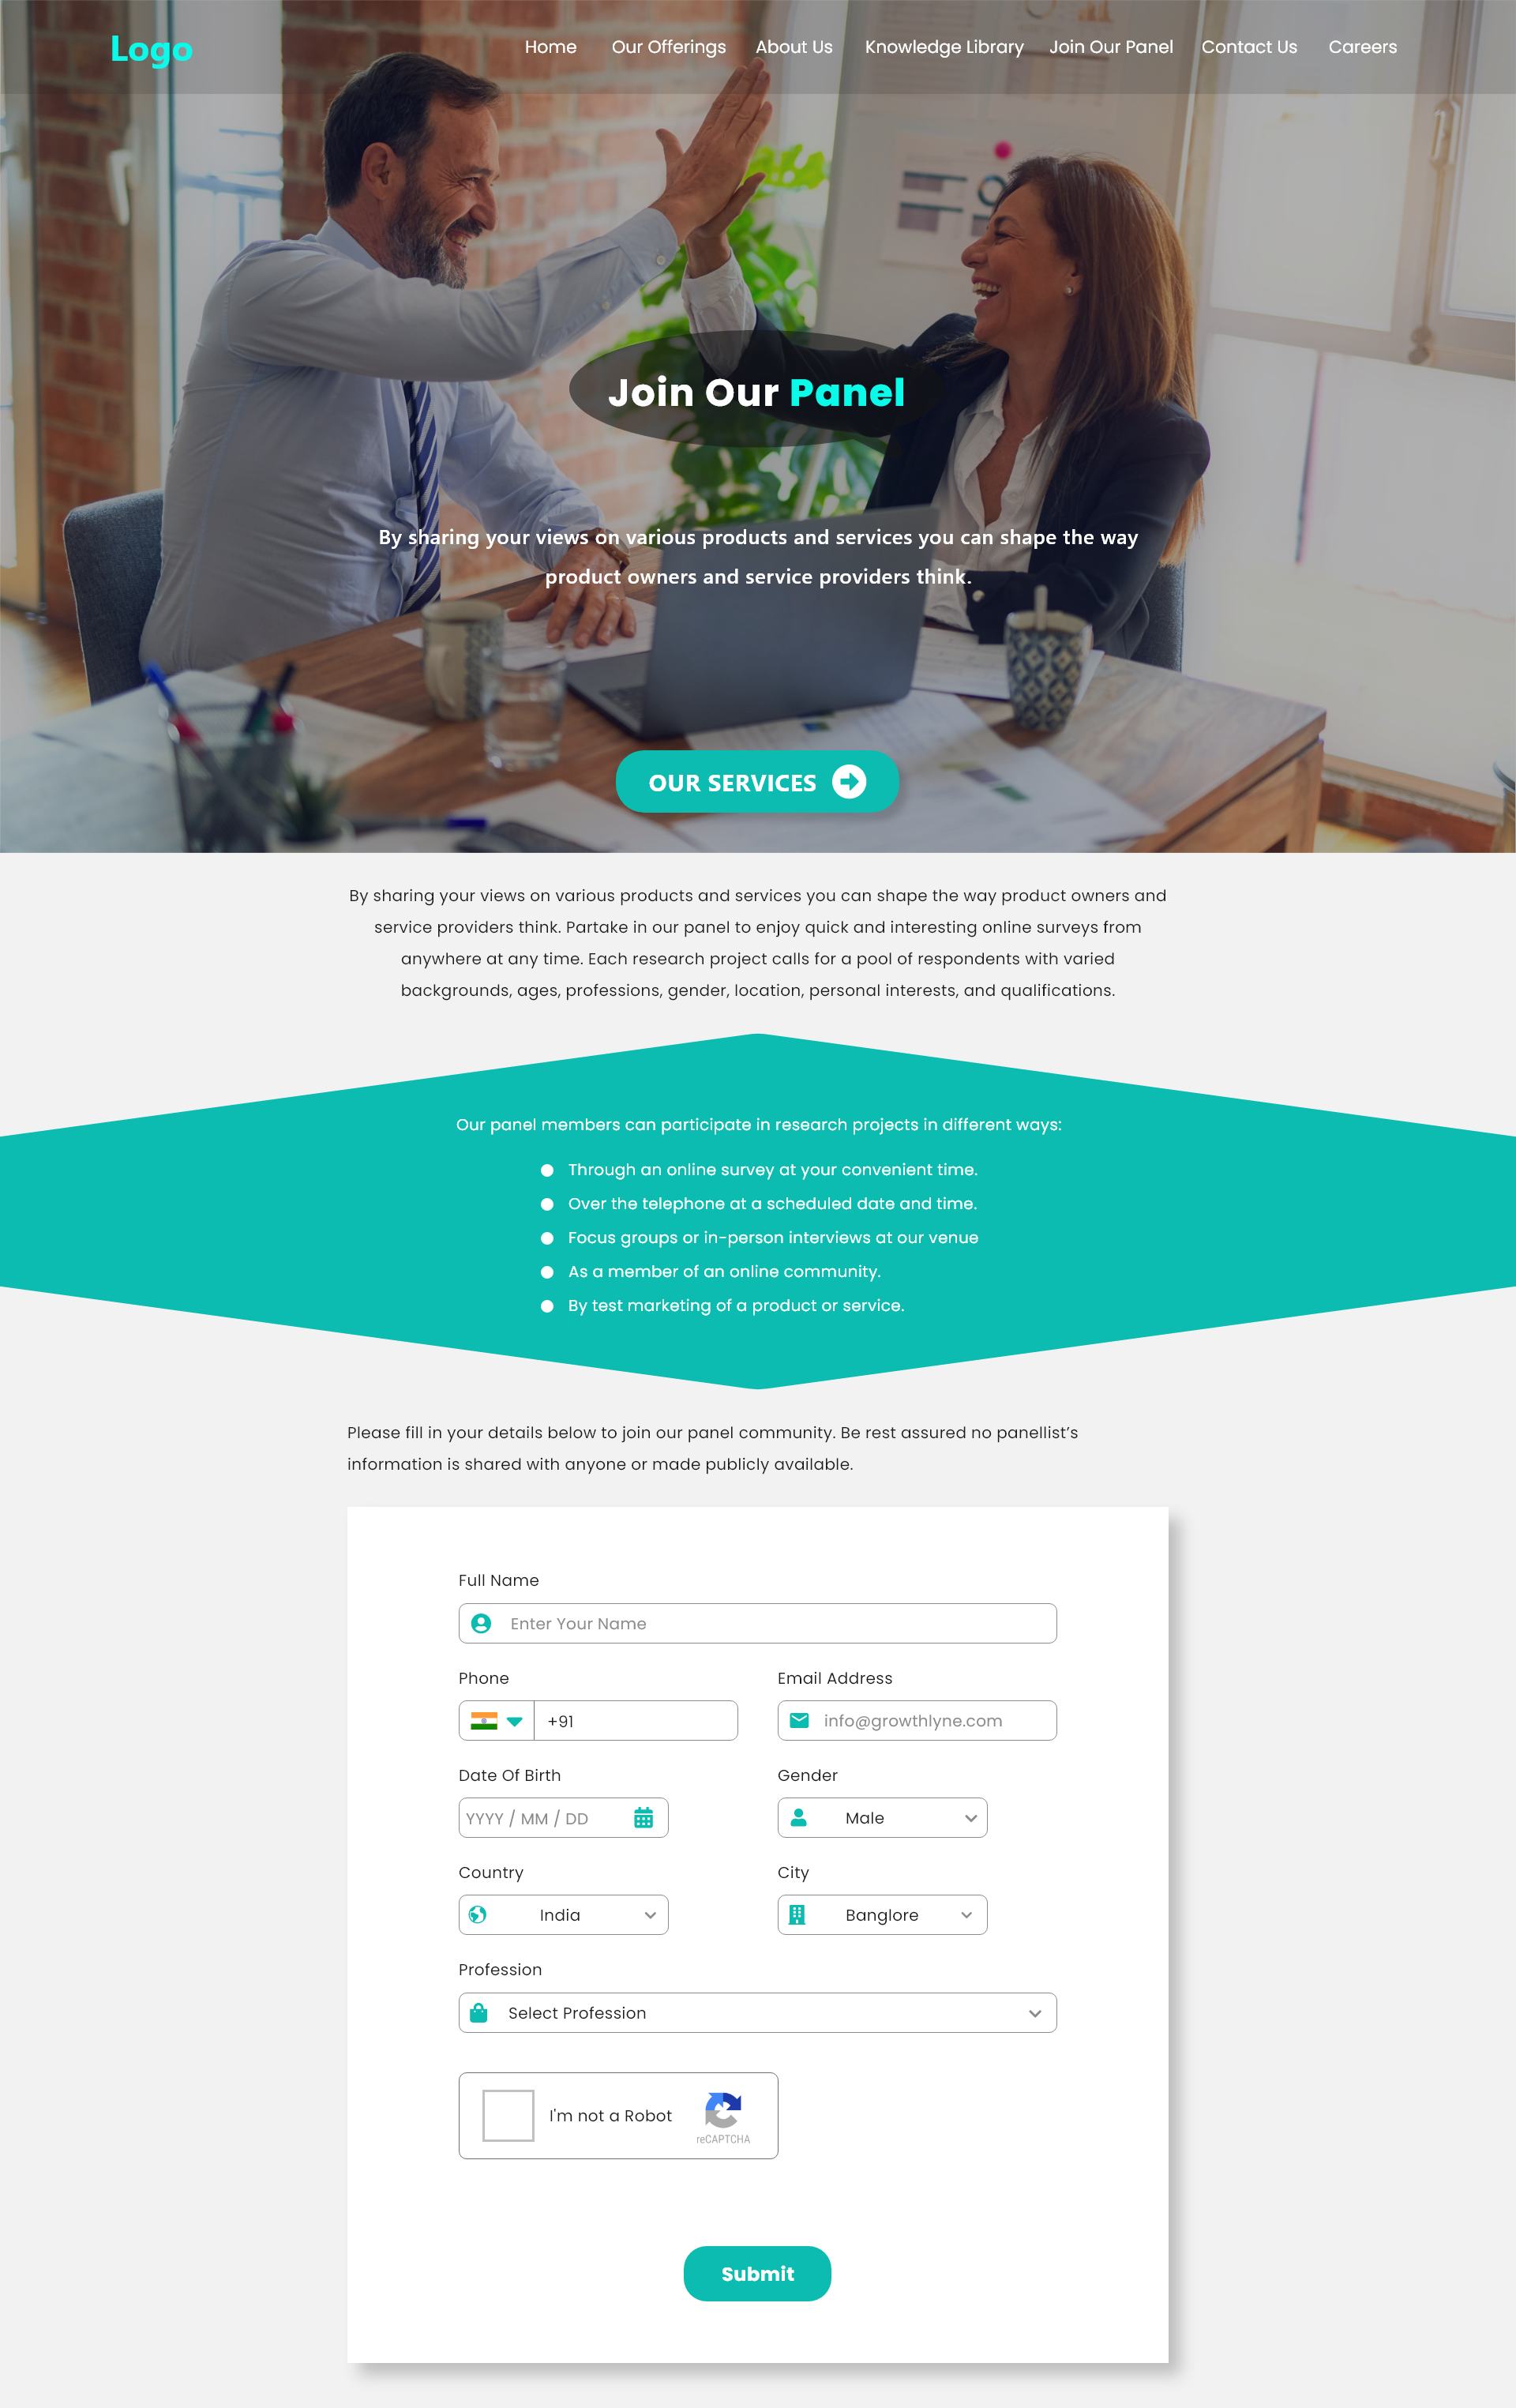 Logo
Home Our Offerings About Us Knowledge Library Join Our Panel Contact Us Careers
Join Our Panel
By sharing your views on various products and services you can shape the way
product owners and service providers think.
OUR SERVICES
By sharing your views on various products and services you can shape the way product owners and
service providers think. Partake in our panel to enjoy quick and interesting online surveys from
anywhere at any time. Each research project calls for a pool of respondents with varied
backgrounds, ages, professions, gender, location, personal interests, and qualifications.
Our panel members can participate in research projects in different ways:
Through an online survey at your convenient time.
Over the telephone at a scheduled date and time.
Focus groups or in-person interviews at our venue
As a member of an online community.
By test marketing of a product or service.
Please fill in your details below to join our panel community. Be rest assured no panellist's
information is shared with anyone or made publicly available.
Full Name
Enter Your Name
Phone Email Address
+91 info@growthlyne.com
Date Of Birth Gender
YYYY / MM / DD Male
Country City
India Banglore
Profession
Select Profession
I'm not a Robot
reCAPTCHA
Submit